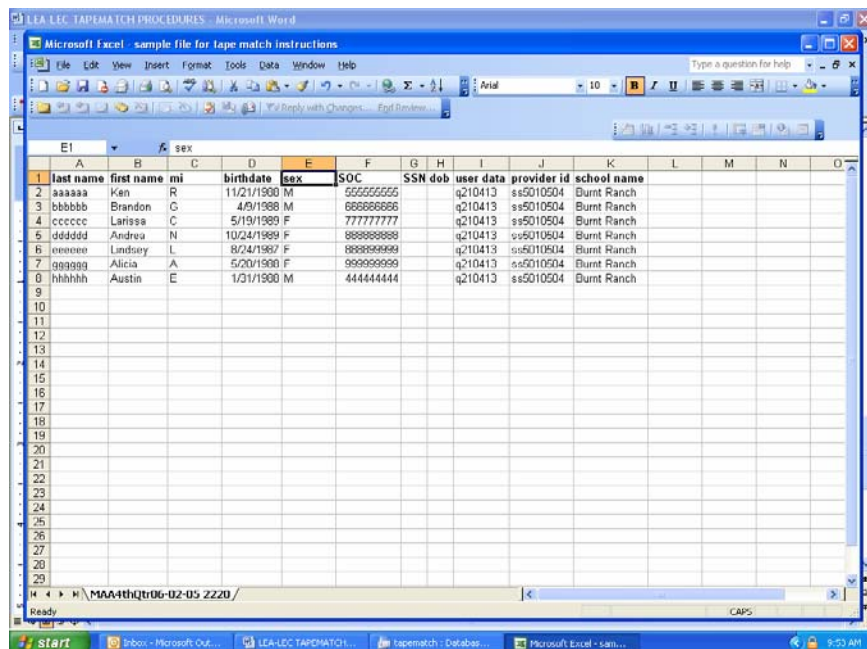 LEA LEC TAPEMATCH PROCEDURES - Microsoft Word
Microsoft Excel - sample file for tape match instructions
File Edit View Insert Format Tools Data Window Help Type a question for help
Arial 10 B I U
Reply with Changes... End Review...
E1 fx sex
A B C D E F G H I J K L M N O
1 last name first name mi birthdate sex SOC SSN dob user data provider id school name
2 aaaaaa Ken R 11/21/1988 M 555555555 q210413 ss5010504 Burnt Ranch
3 bbbbbb Brandon G 4/9/1988 M 666666666 q210413 ss5010504 Burnt Ranch
4 cccccc Larissa C 5/19/1989 F 777777777 q210413 ss5010504 Burnt Ranch
5 dddddd Andrea N 10/24/1989 F 888888888 q210413 ss5010504 Burnt Ranch
6 eeeeee Lindsey L 8/24/1987 F 888899999 q210413 ss5010504 Burnt Ranch
7 gggggg Alicia A 5/20/1988 F 999999999 q210413 ss5010504 Burnt Ranch
8 hhhhhh Austin E 1/31/1988 M 444444444 q210413 ss5010504 Burnt Ranch
9
10
11
12
13
14
15
16
17
18
19
20
21
22
23
24
25
26
27
28
29
MAA4thQtr06-02-05 2220
Ready CAPS
start Inbox - Microsoft Out... LEA-LEC TAPEMATCH... tapematch : Databas... Microsoft Excel - sam... 9:53 AM